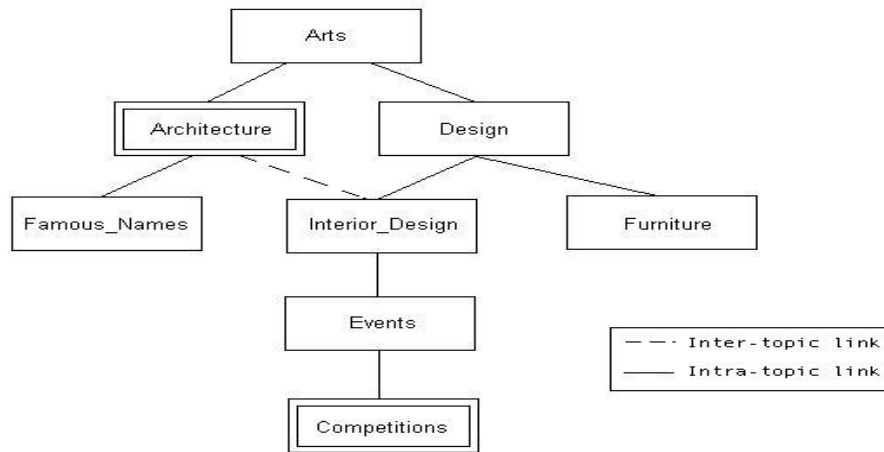 Arts
Architecture
Design
Famous_Names
Interior_Design
Furniture
Events
Inter-topic link
Intra-topic link
Competitions